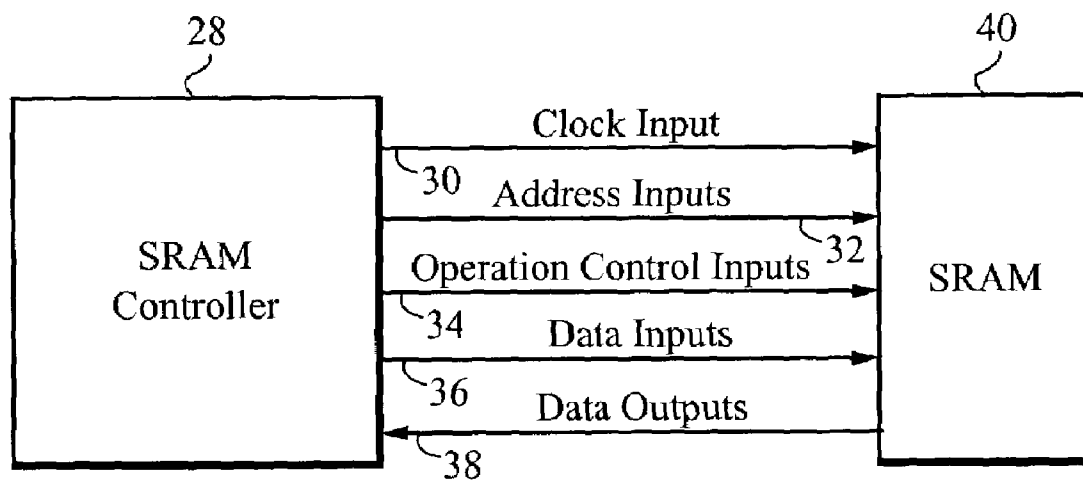 28
40
Clock Input
30
Address Inputs
32
SRAM
Controller
Operation Control Inputs
SRAM
34
Data Inputs
36
Data Outputs
38